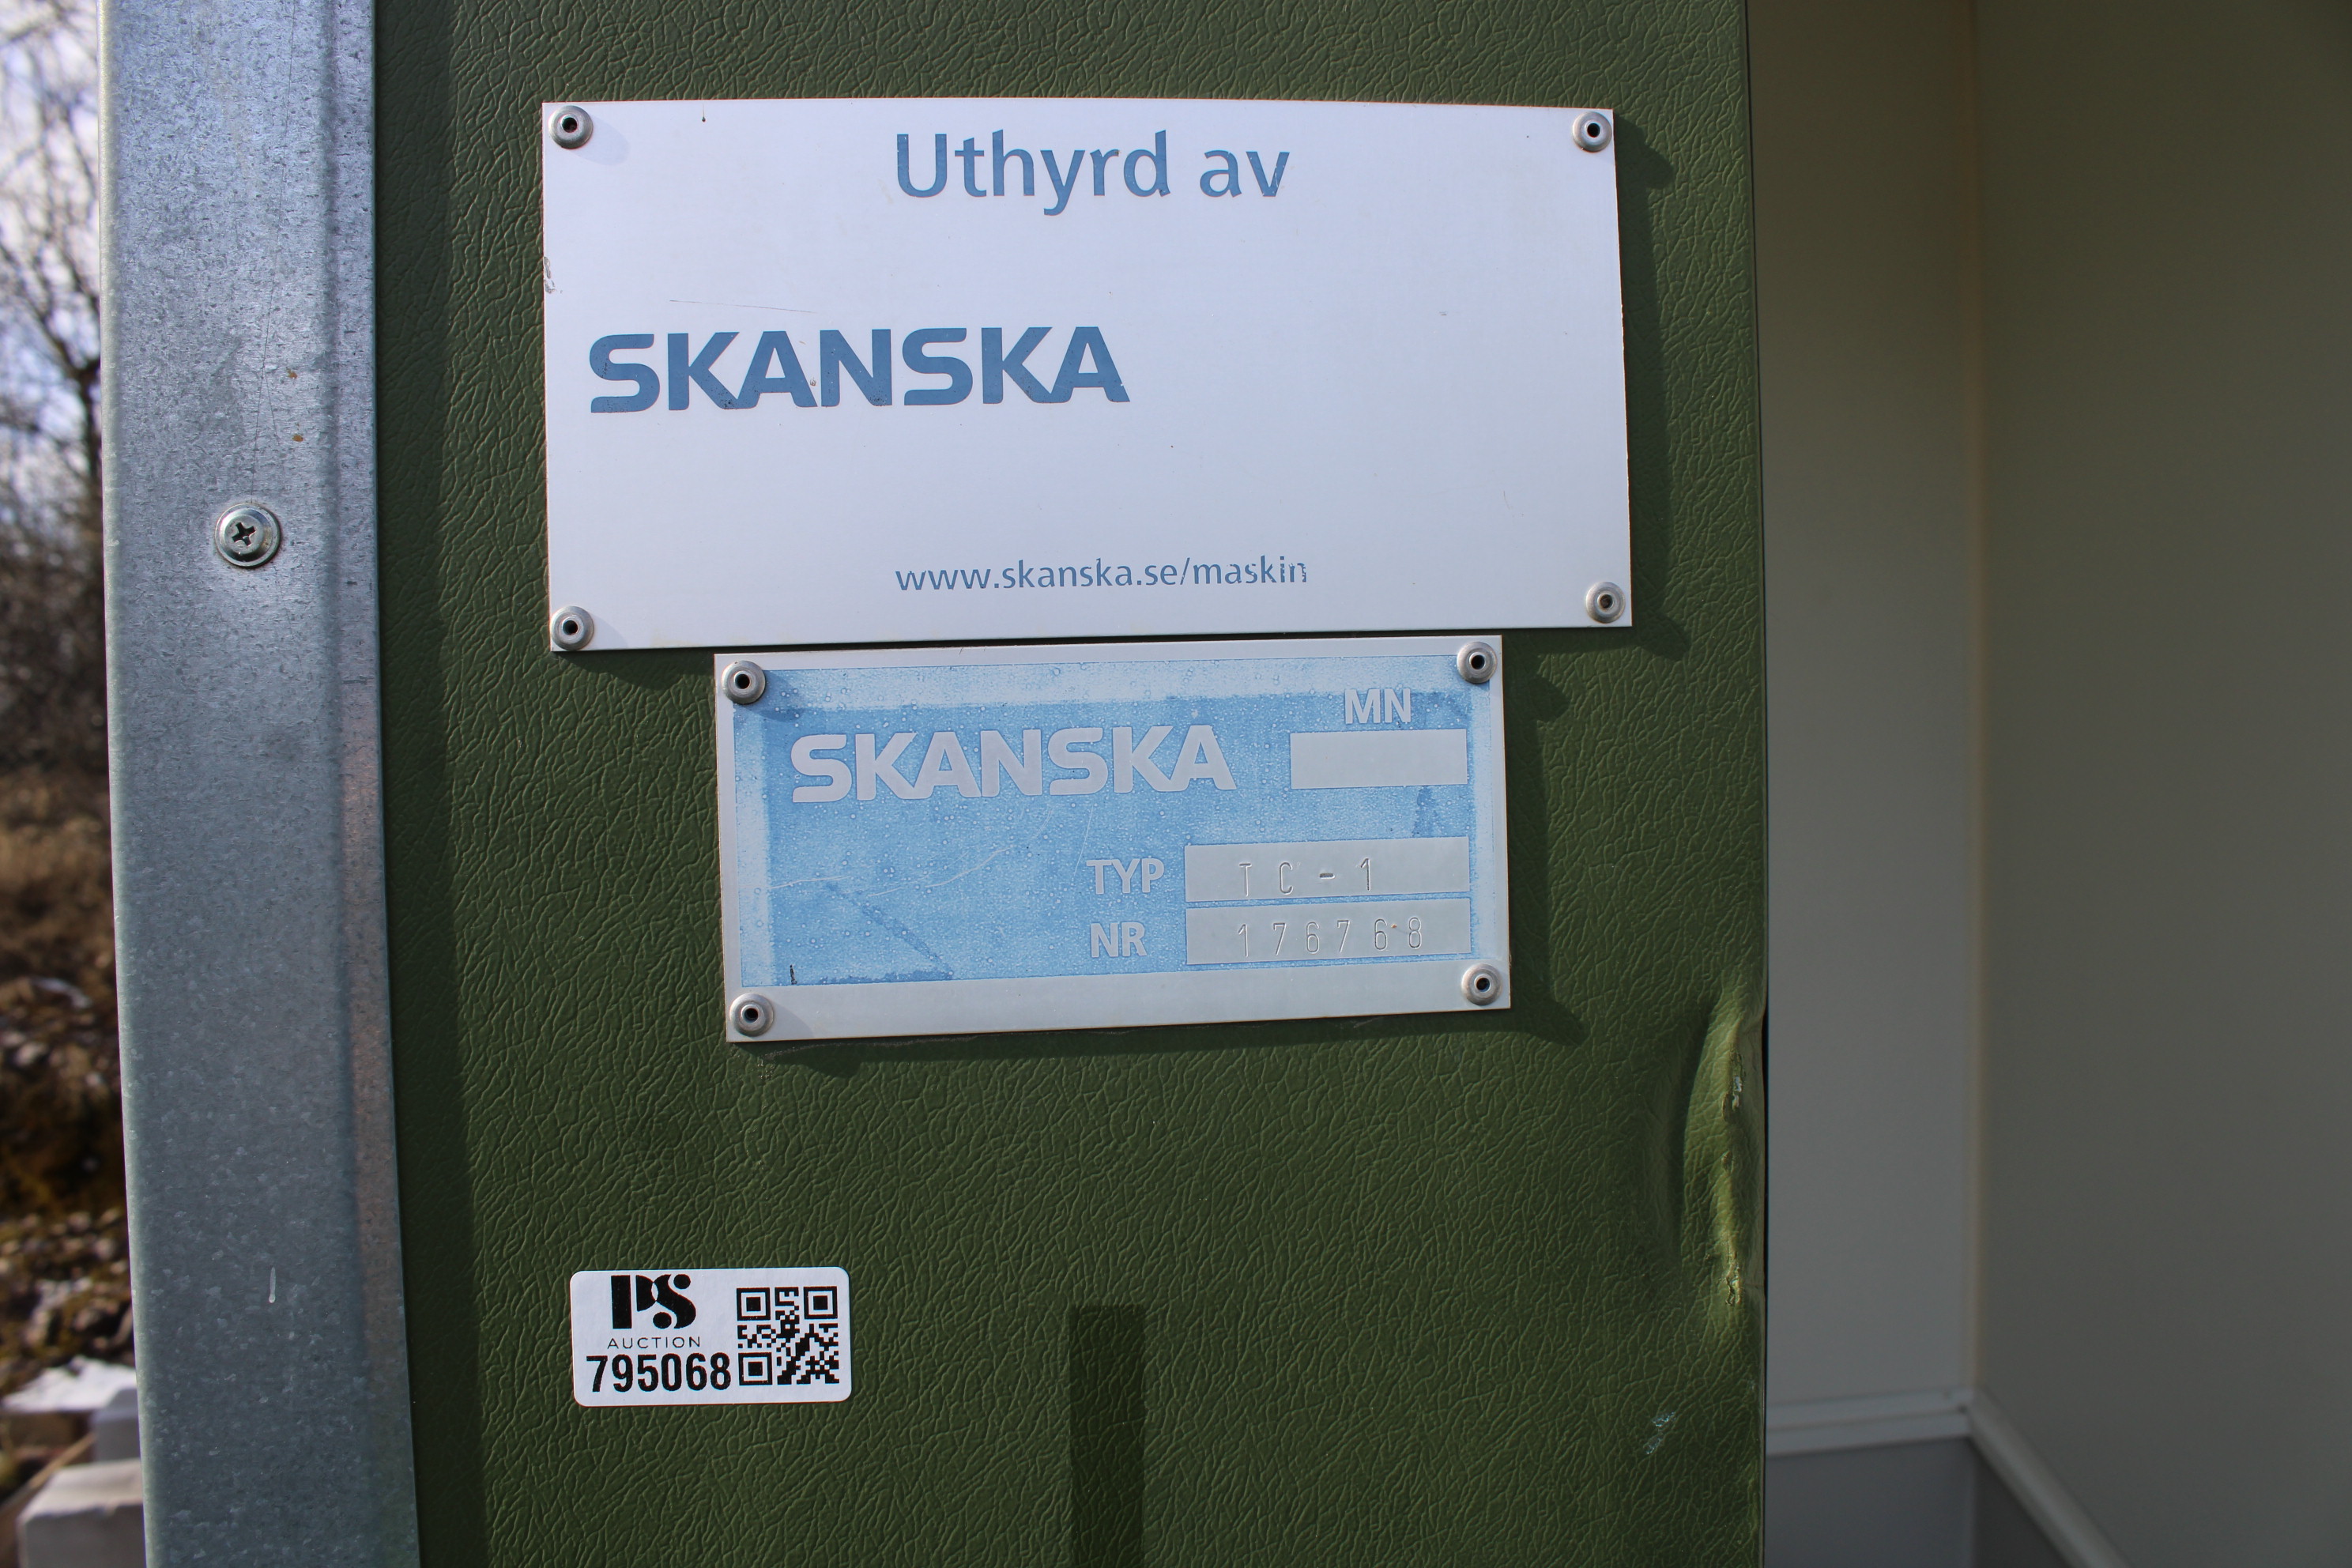 Uthyrd av
SKANSKA
www.skanska.se/maskin
SKANSKA
MN
TYP TC-1
NR 176768
PS
AUCTION
795068